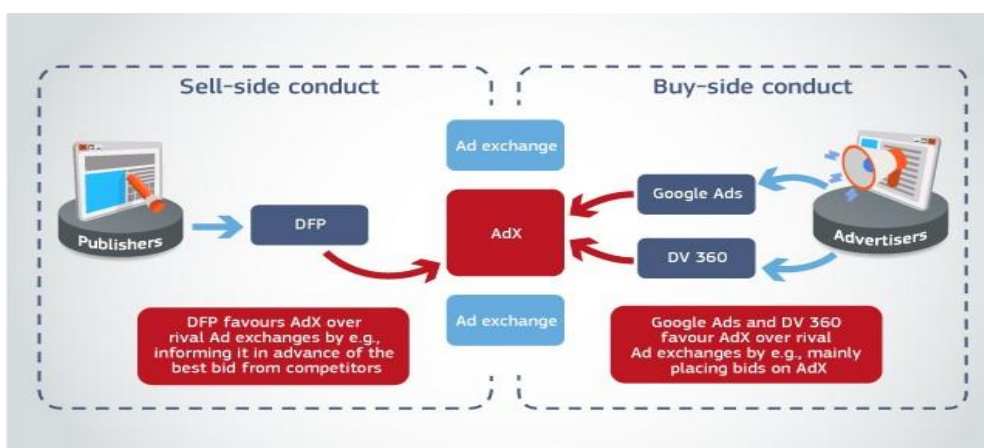 Sell-side conduct
Buy-side conduct
Ad exchange
Publishers
DFP
AdX
Google Ads
DV 360
Advertisers
Ad exchange
DFP favours AdX over
rival Ad exchanges by e.g.,
informing it in advance of the
best bid from competitors
Google Ads and DV 360
favour AdX over rival
Ad exchanges by e.g., mainly
placing bids on AdX